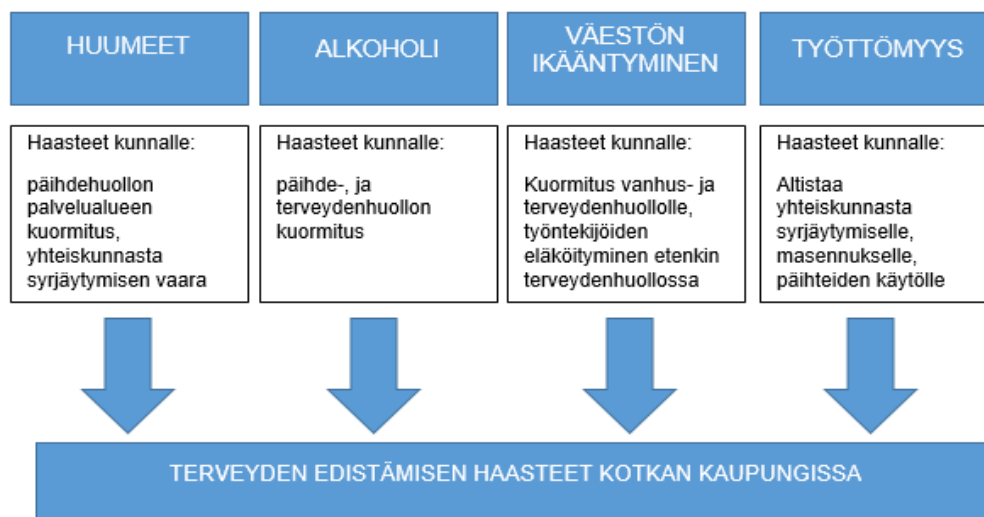 HUUMEET
Haasteet kunnalle:
päihdehuollon
palvelualueen
kuormitus,
yhteiskunnasta
syrjäytymisen vaara
ALKOHOLI
Haasteet kunnalle:
päihde-, ja
terveydenhuollon
kuormitus
VÄESTÖN
IKÄÄNTYMINEN
Haasteet kunnalle:
Kuormitus vanhus- ja
terveydenhuollolle,
työntekijöiden
eläköityminen etenkin
terveydenhuollossa
TYÖTTÖMYYS
Haasteet kunnalle:
Altistaa
yhteiskunnasta
syrjäytymiselle,
masennukselle,
päihteiden käytölle
TERVEYDEN EDISTÄMISEN HAASTEET KOTKAN KAUPUNGISSA